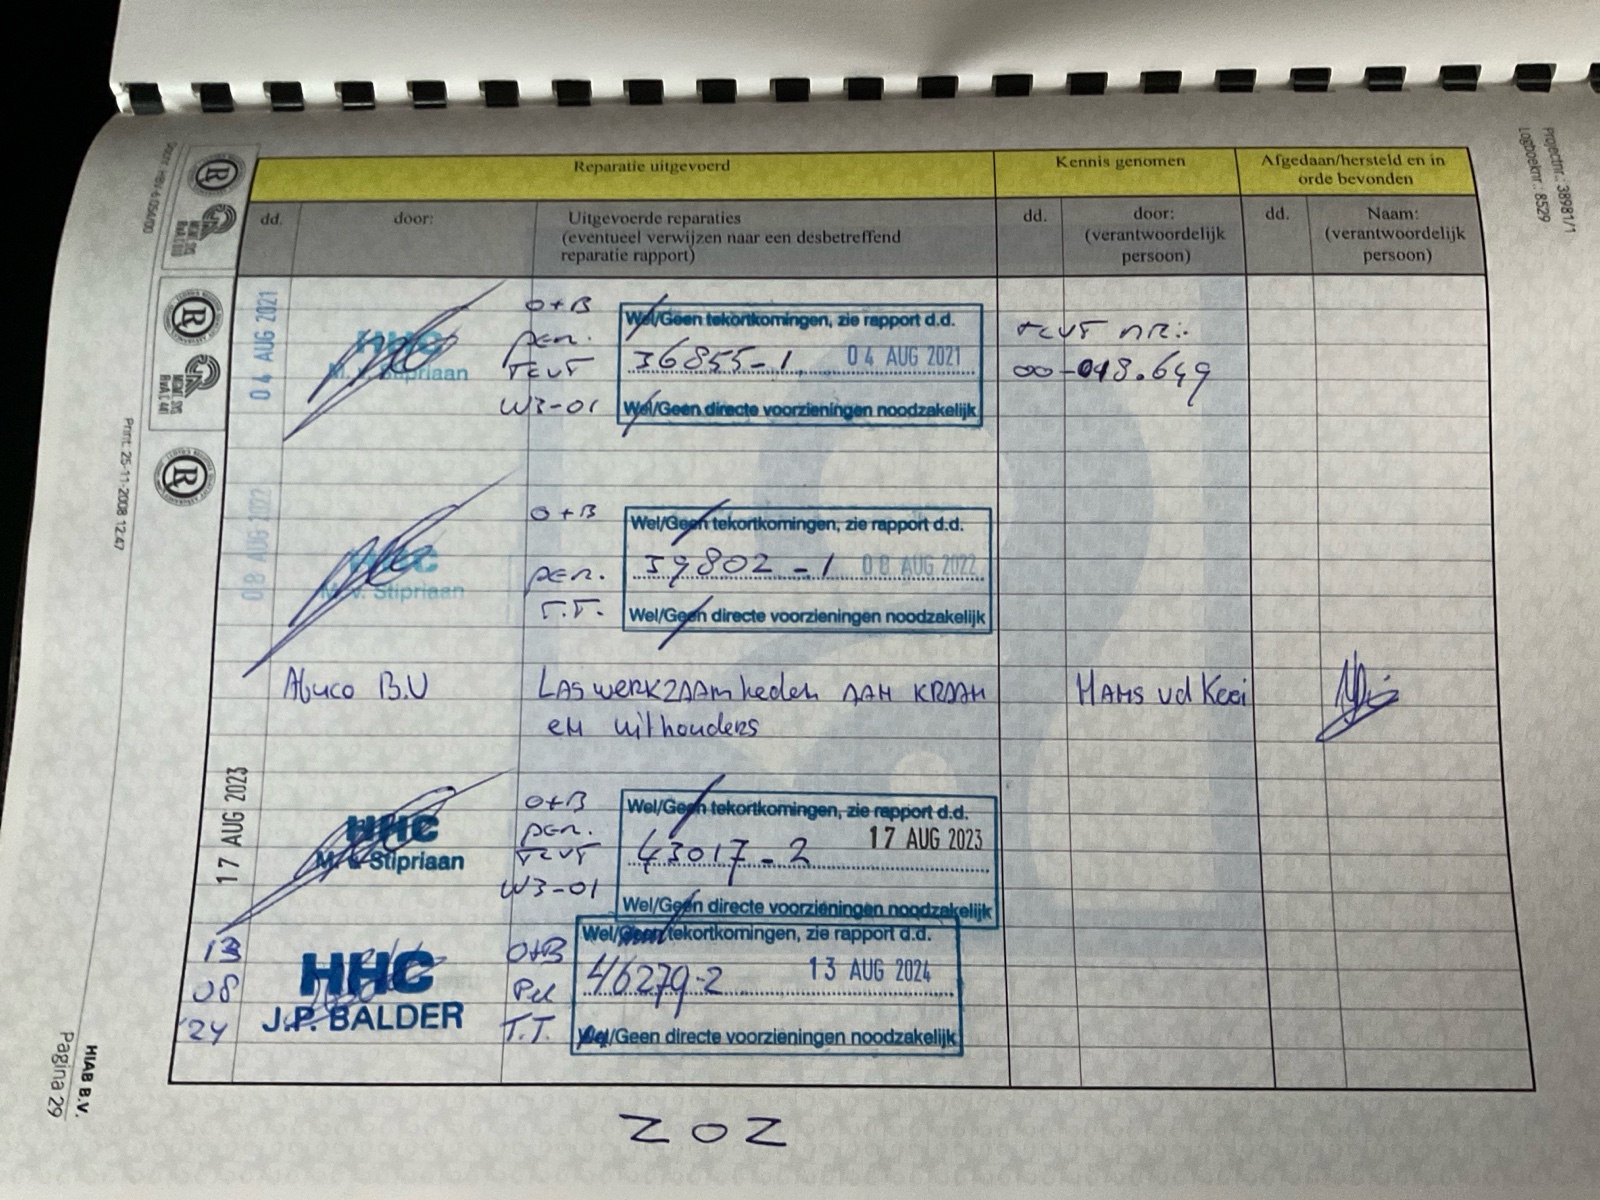 Projectnr.: 38981/1
Logboeknr.: 8529
Reparatie uitgevoerd
Kennis genomen
Afgedaan/hersteld en in
orde bevonden
dd.
door:
Uitgevoerde reparaties
(eventueel verwijzen naar een desbetreffend
reparatie rapport)
dd.
door:
(verantwoordelijk
persoon)
dd.
Naam:
(verantwoordelijk
persoon)
04 AUG 2021
HHC
M. v. Stipriaan
O+B
per.
TCVT
W3-01
Wel/Geen tekortkomingen, zie rapport d.d.
36855-1 04 AUG 2021
Wel/Geen directe voorzieningen noodzakelijk
TCVT nr.:
00-018.649
08 AUG 2022
HHC
M. v. Stipriaan
O+B
per.
T.T.
Wel/Geen tekortkomingen, zie rapport d.d.
39802-1 08 AUG 2022
Wel/Geen directe voorzieningen noodzakelijk
Abuco B.V
LASwerkzaamheden AAN KRAAN
en uithouders
HANS vd Kooi
17 AUG 2023
HHC
M. v. Stipriaan
O+B
per.
TCVT
W3-01
Wel/Geen tekortkomingen, zie rapport d.d.
43017-2 17 AUG 2023
Wel/Geen directe voorzieningen noodzakelijk
13
08
'24
HHC
J.P. BALDER
O+B
Per
T.T.
Wel/Geen tekortkomingen, zie rapport d.d.
46279-2 13 AUG 2024
Wel/Geen directe voorzieningen noodzakelijk
ZOZ
Print: 25-11-2008 12:47
HIAB B.V.
Pagina 29